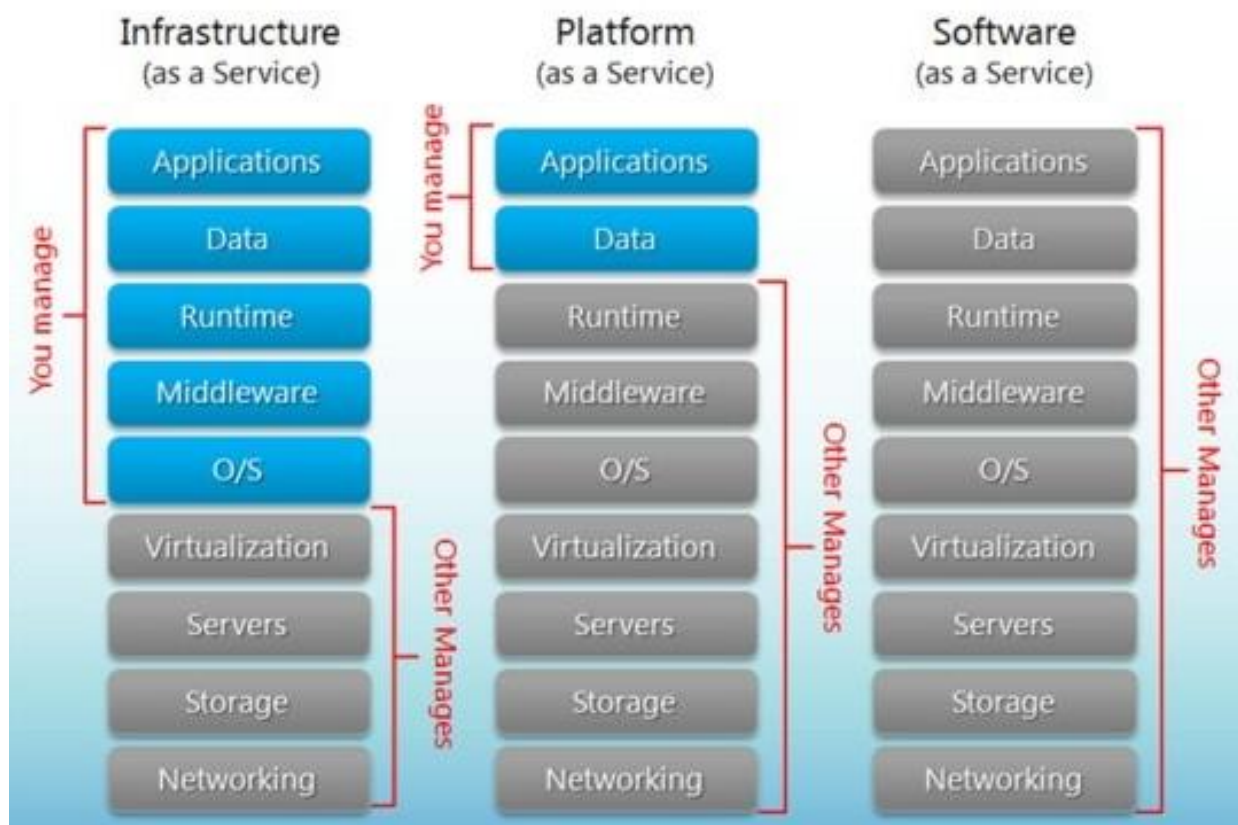 Infrastructure
(as a Service)
You manage
Applications
Data
Runtime
Middleware
O/S
Virtualization
Servers
Storage
Networking
Other Manages
Platform
(as a Service)
You manage
Applications
Data
Runtime
Middleware
O/S
Virtualization
Servers
Storage
Networking
Other Manages
Software
(as a Service)
Applications
Data
Runtime
Middleware
O/S
Virtualization
Servers
Storage
Networking
Other Manages